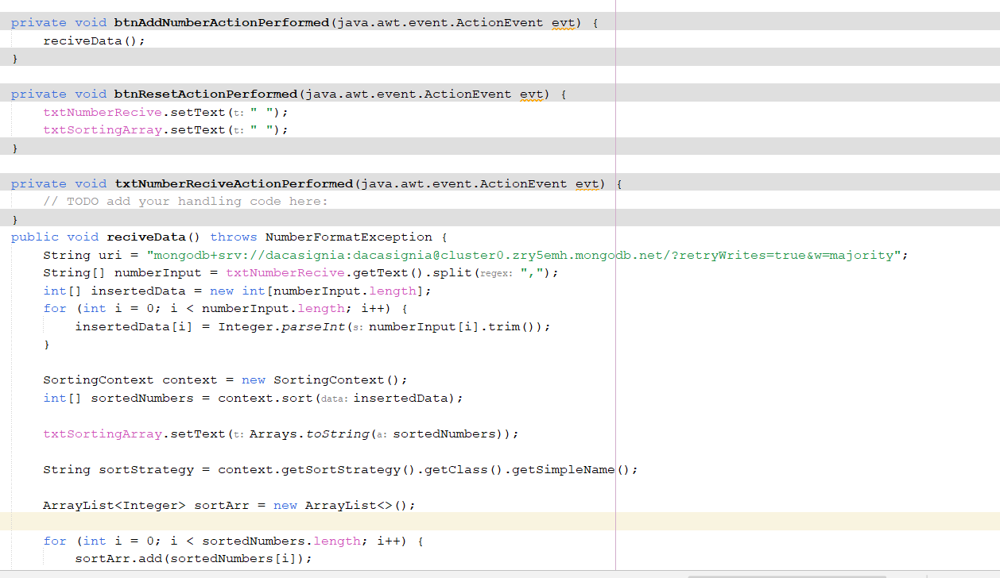 private void btnAddNumberActionPerformed(java.awt.event.ActionEvent evt) {
reciveData();
}
private void btnResetActionPerformed(java.awt.event.ActionEvent evt) {
txtNumberRecive.setText(t: " ");
txtSortingArray.setText(t: " ");
}
private void txtNumberReciveActionPerformed(java.awt.event.ActionEvent evt) {
// TODO add your handling code here:
}
public void reciveData() throws NumberFormatException {
String uri = "mongodb+srv://dacasignia:dacasignia@cluster0.zry5emh.mongodb.net/?retryWrites=true&w=majority";
String[] numberInput = txtNumberRecive.getText().split(regex: ",");
int[] insertedData = new int[numberInput.length];
for (int i = 0; i < numberInput.length; i++) {
insertedData[i] = Integer.parseInt(s: numberInput[i].trim());
}
SortingContext context = new SortingContext();
int[] sortedNumbers = context.sort(data: insertedData);
txtSortingArray.setText(t: Arrays.toString(a: sortedNumbers));
String sortStrategy = context.getSortStrategy().getClass().getSimpleName();
ArrayList<Integer> sortArr = new ArrayList<>();
for (int i = 0; i < sortedNumbers.length; i++) {
sortArr.add(sortedNumbers[i]);